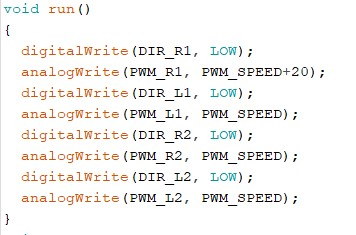 void run()
{
  digitalWrite(DIR_R1, LOW);
  analogWrite(PWM_R1, PWM_SPEED+20);
  digitalWrite(DIR_L1, LOW);
  analogWrite(PWM_L1, PWM_SPEED);
  digitalWrite(DIR_R2, LOW);
  analogWrite(PWM_R2, PWM_SPEED);
  digitalWrite(DIR_L2, LOW);
  analogWrite(PWM_L2, PWM_SPEED);
}